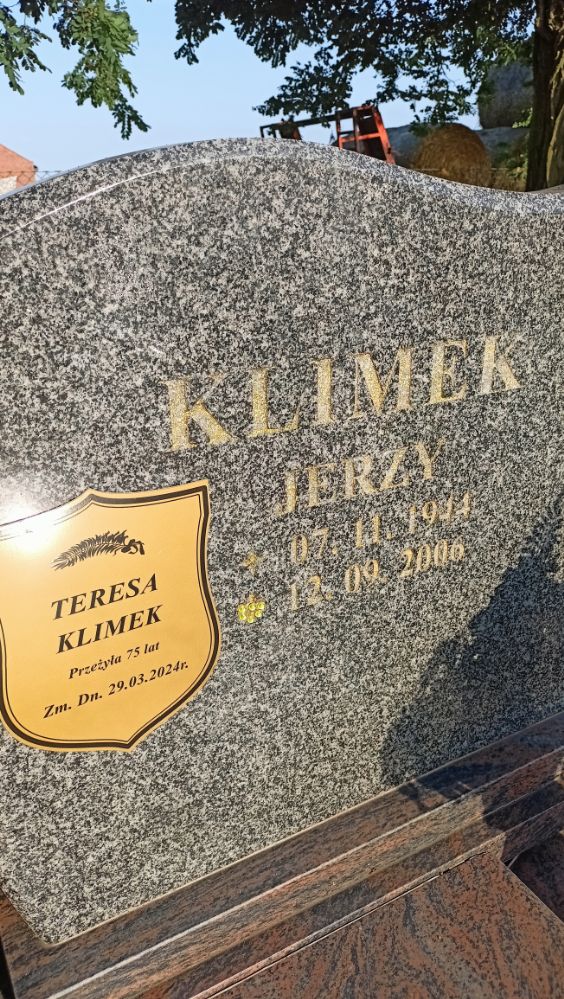 KLIMEK
JERZY
07. 11. 1944
12. 09. 2006
TERESA
KLIMEK
Przeżyła 75 lat
Zm. Dn. 29.03.2024r.